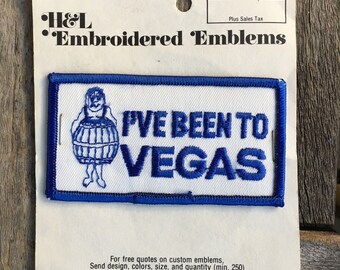 Plus Sales Tax
H&L
Embroidered Emblems
I'VE BEEN TO
VEGAS
For free quotes on custom emblems,
Send design, colors, size, and quantity (min. 250)